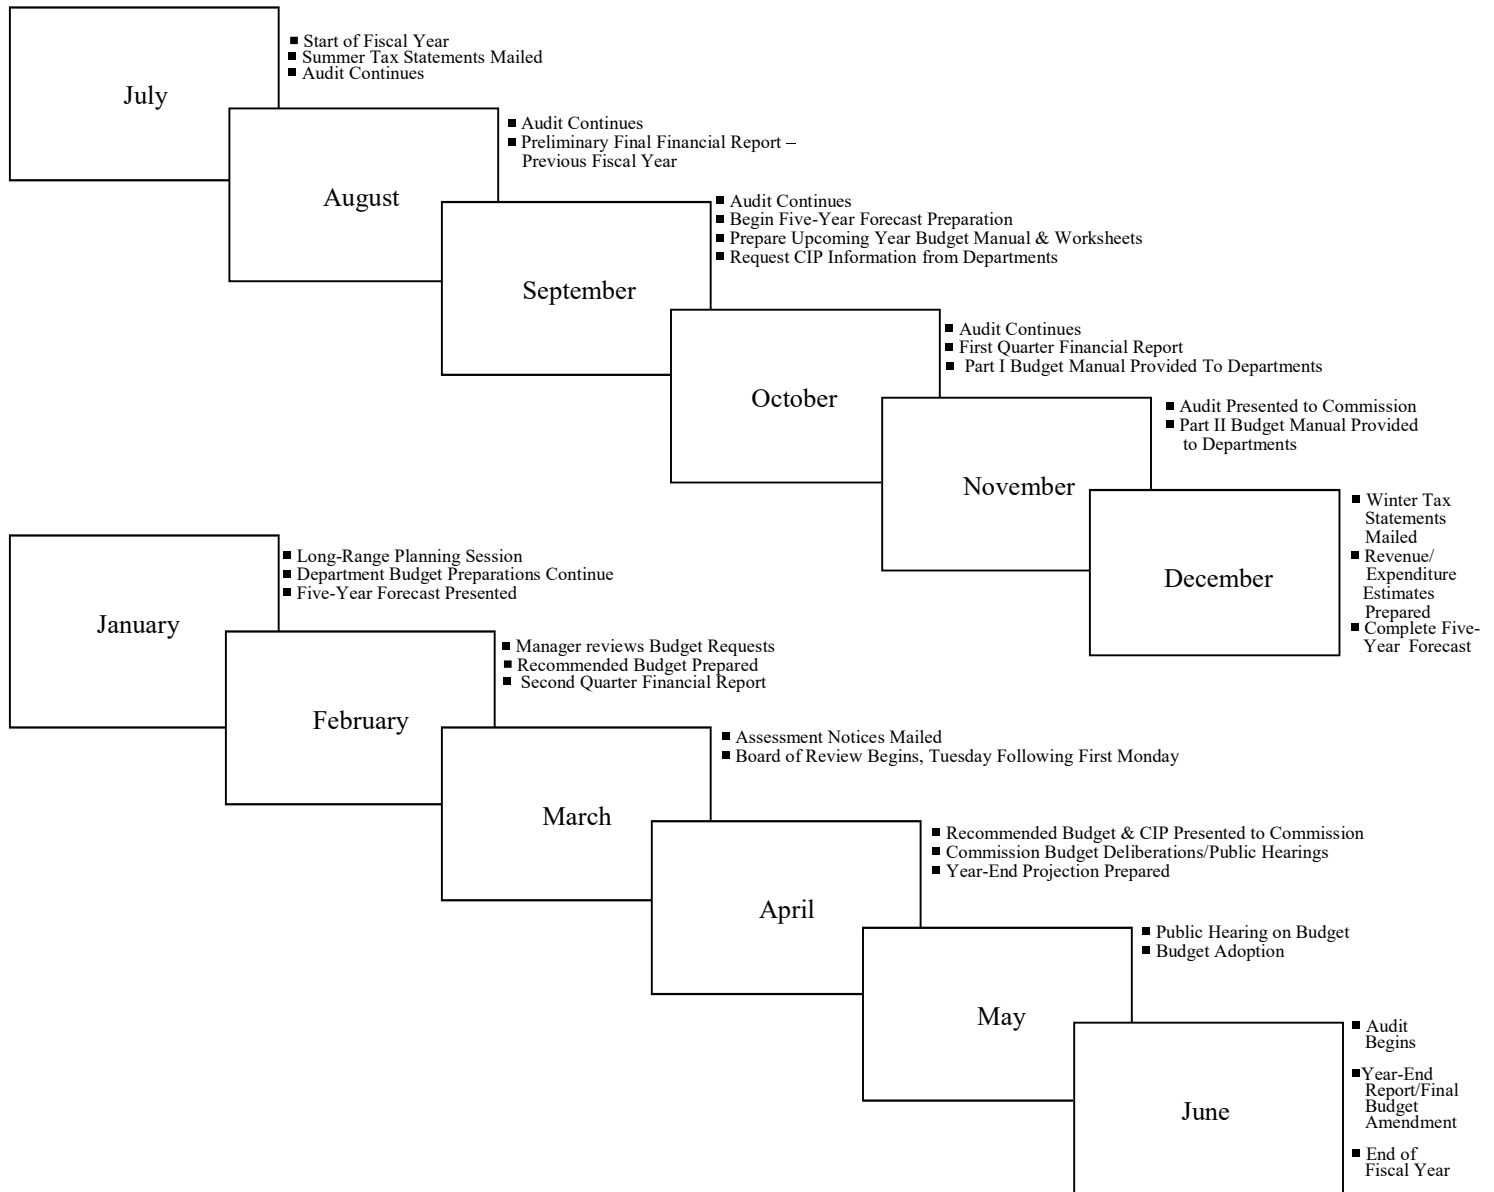 July
■ Start of Fiscal Year
■ Summer Tax Statements Mailed
■ Audit Continues
August
■ Audit Continues
■ Preliminary Final Financial Report –
Previous Fiscal Year
September
■ Audit Continues
■ Begin Five-Year Forecast Preparation
■ Prepare Upcoming Year Budget Manual & Worksheets
■ Request CIP Information from Departments
October
■ Audit Continues
■ First Quarter Financial Report
■ Part I Budget Manual Provided To Departments
November
■ Audit Presented to Commission
■ Part II Budget Manual Provided
to Departments
December
■ Winter Tax
Statements
Mailed
■ Revenue/
Expenditure
Estimates
Prepared
■ Complete Five-
Year Forecast
January
■ Long-Range Planning Session
■ Department Budget Preparations Continue
■ Five-Year Forecast Presented
February
■ Manager reviews Budget Requests
■ Recommended Budget Prepared
■ Second Quarter Financial Report
March
■ Assessment Notices Mailed
■ Board of Review Begins, Tuesday Following First Monday
April
■ Recommended Budget & CIP Presented to Commission
■ Commission Budget Deliberations/Public Hearings
■ Year-End Projection Prepared
May
■ Public Hearing on Budget
■ Budget Adoption
June
■ Audit
Begins
■ Year-End
Report/Final
Budget
Amendment
■ End of
Fiscal Year